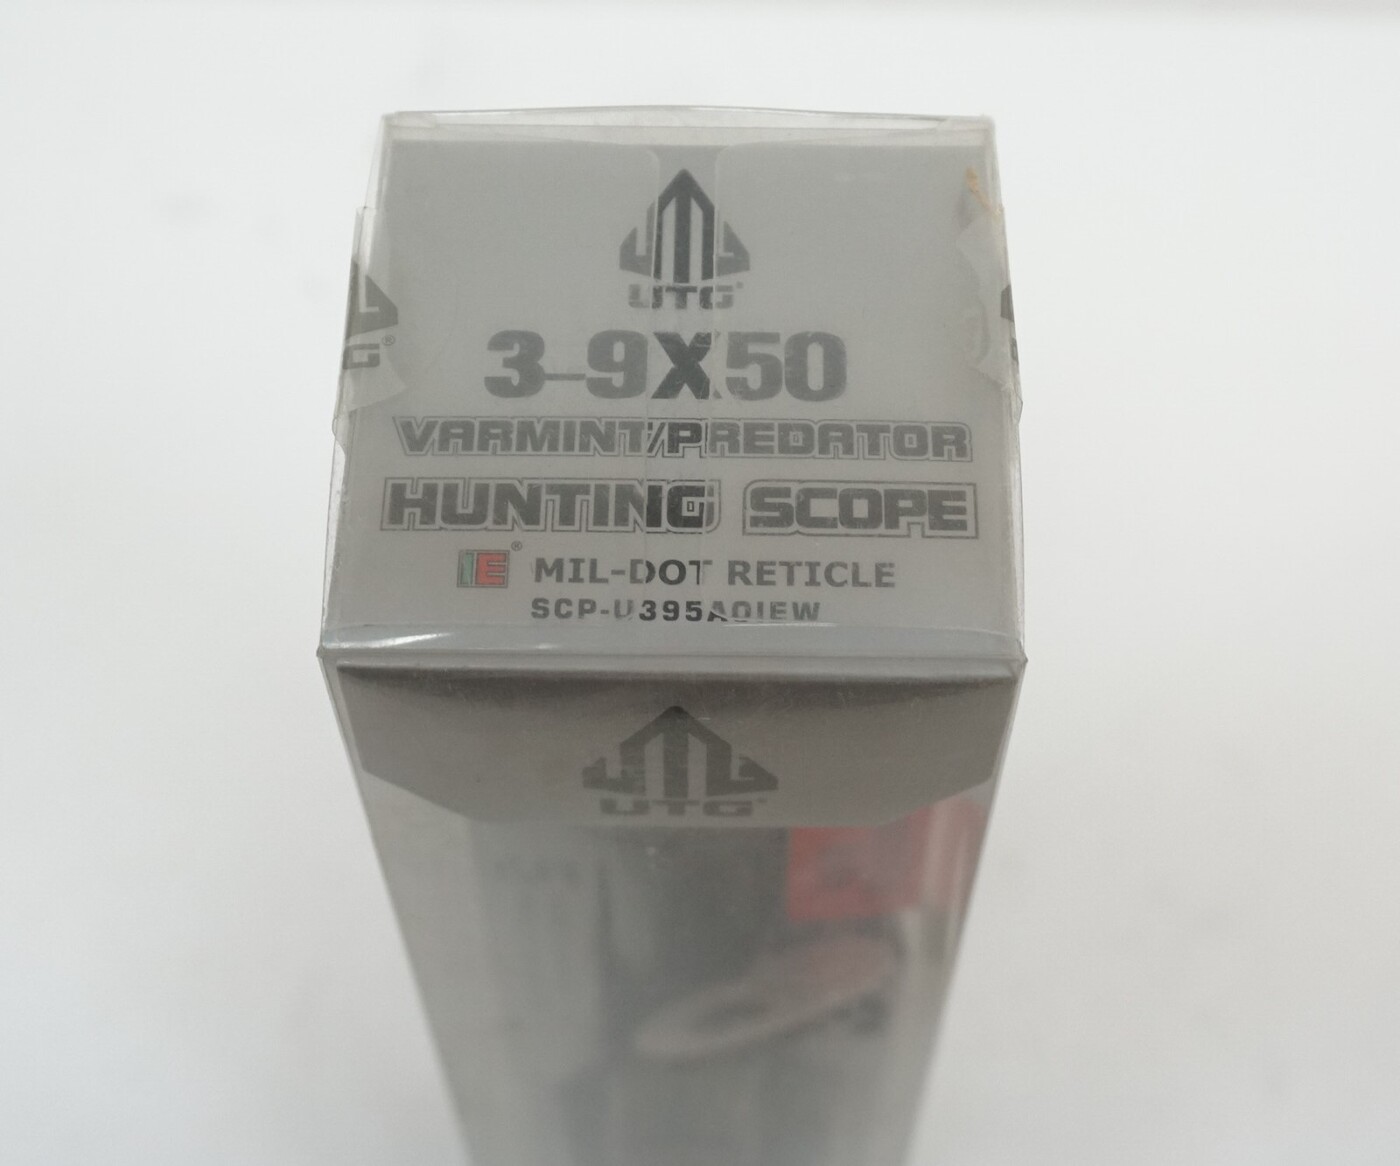 UTG®
3-9X50
VARMINT/PREDATOR
HUNTING SCOPE
IE® MIL-DOT RETICLE
SCP-U395AOIEW
G®
UTG®